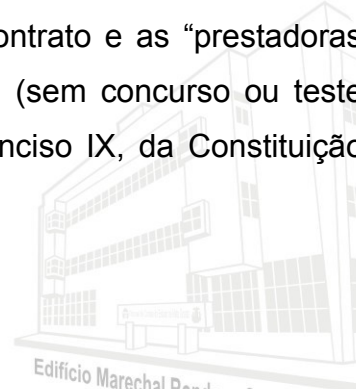 ontrato e as “prestadoras
(sem concurso ou teste
nciso IX, da Constituição
Edifício Marechal